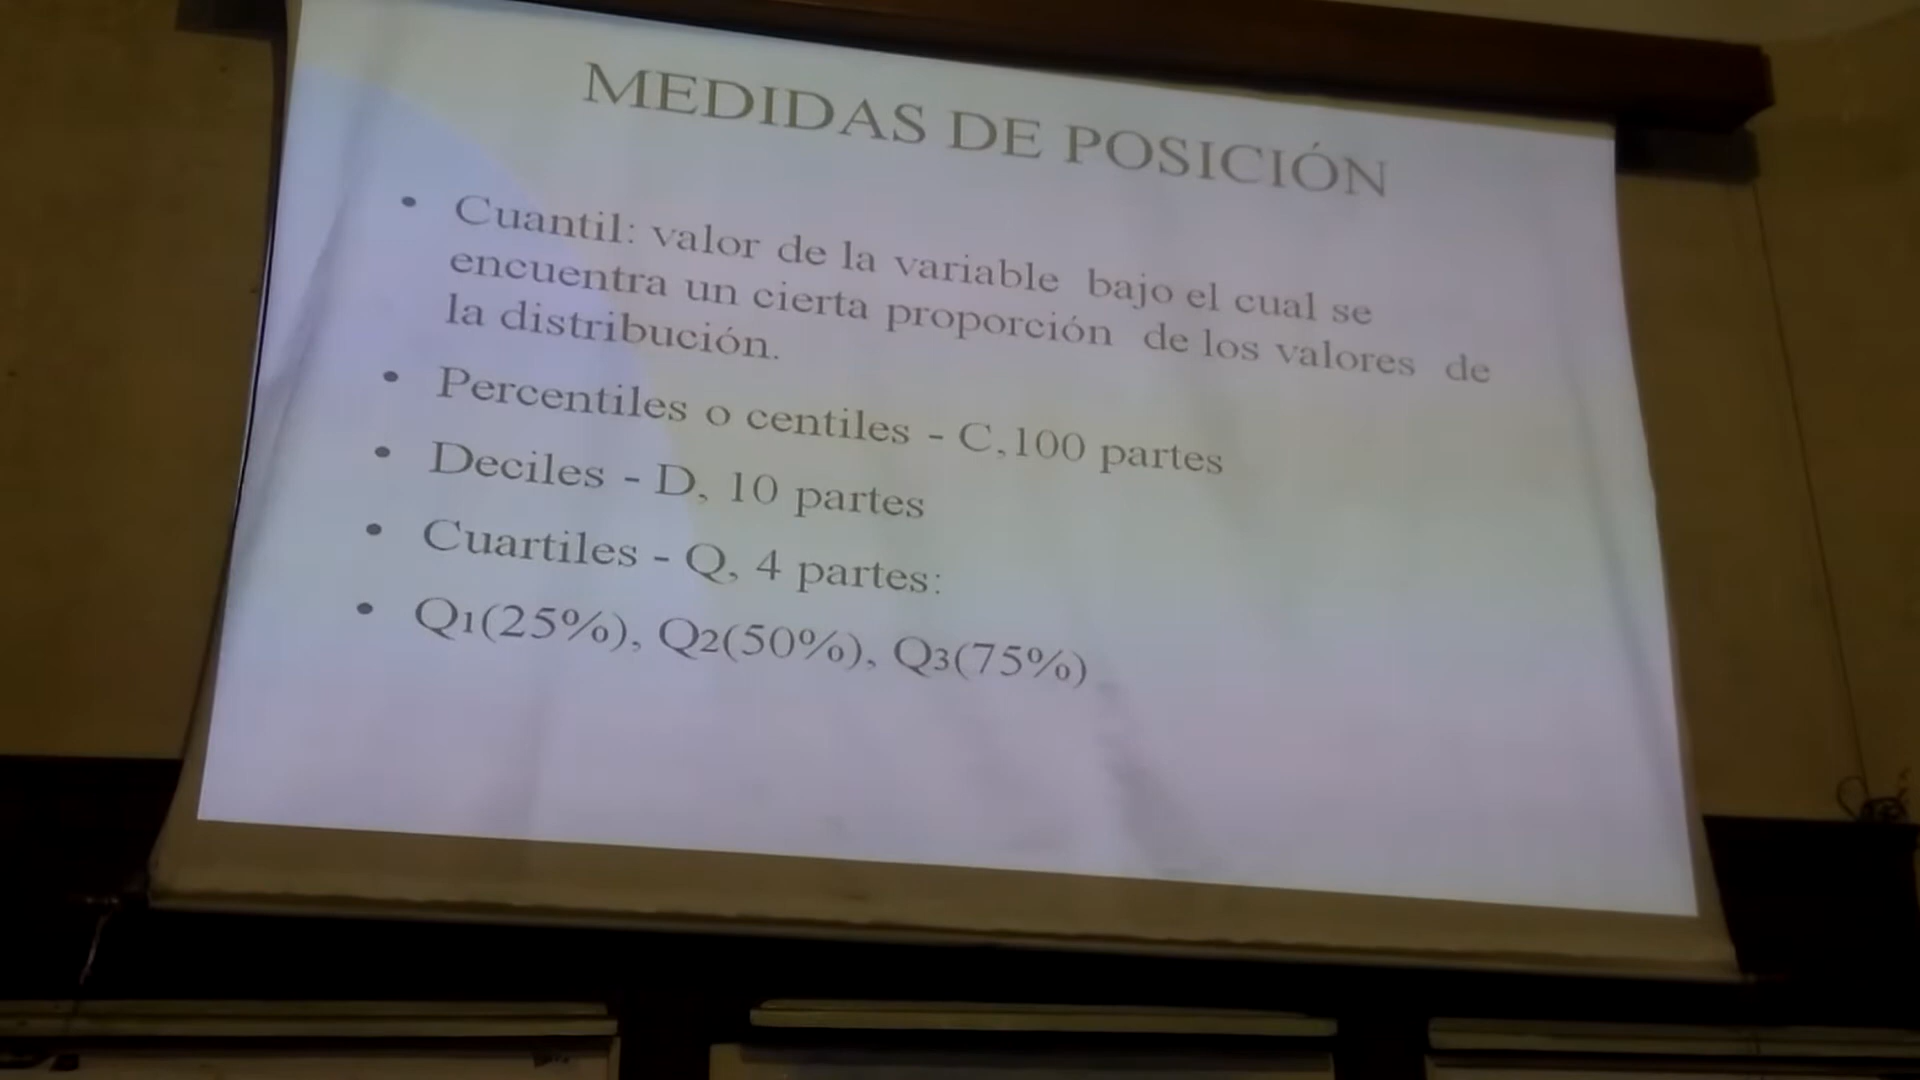 MEDIDAS DE POSICIÓN
• Cuantil: valor de la variable bajo el cual se
encuentra un cierta proporción de los valores de
la distribución.
• Percentiles o centiles - C,100 partes
• Deciles - D, 10 partes
• Cuartiles - Q, 4 partes:
• Q1(25%), Q2(50%), Q3(75%)